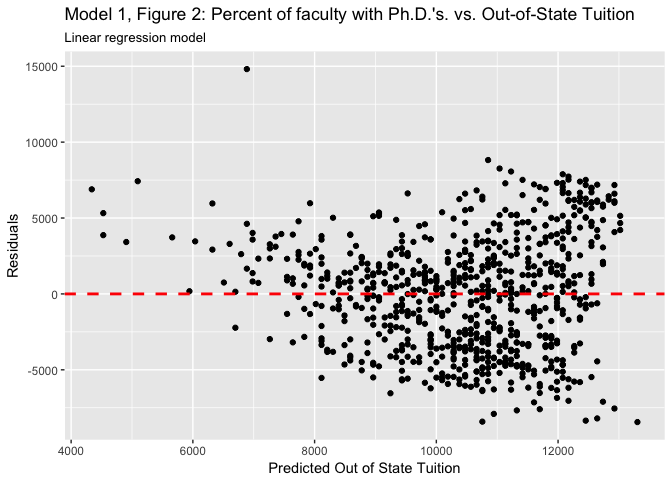 Model 1, Figure 2: Percent of faculty with Ph.D.'s. vs. Out-of-State Tuition
Linear regression model
15000
10000
5000
0
-5000
Residuals
4000
6000
8000
10000
12000
Predicted Out of State Tuition